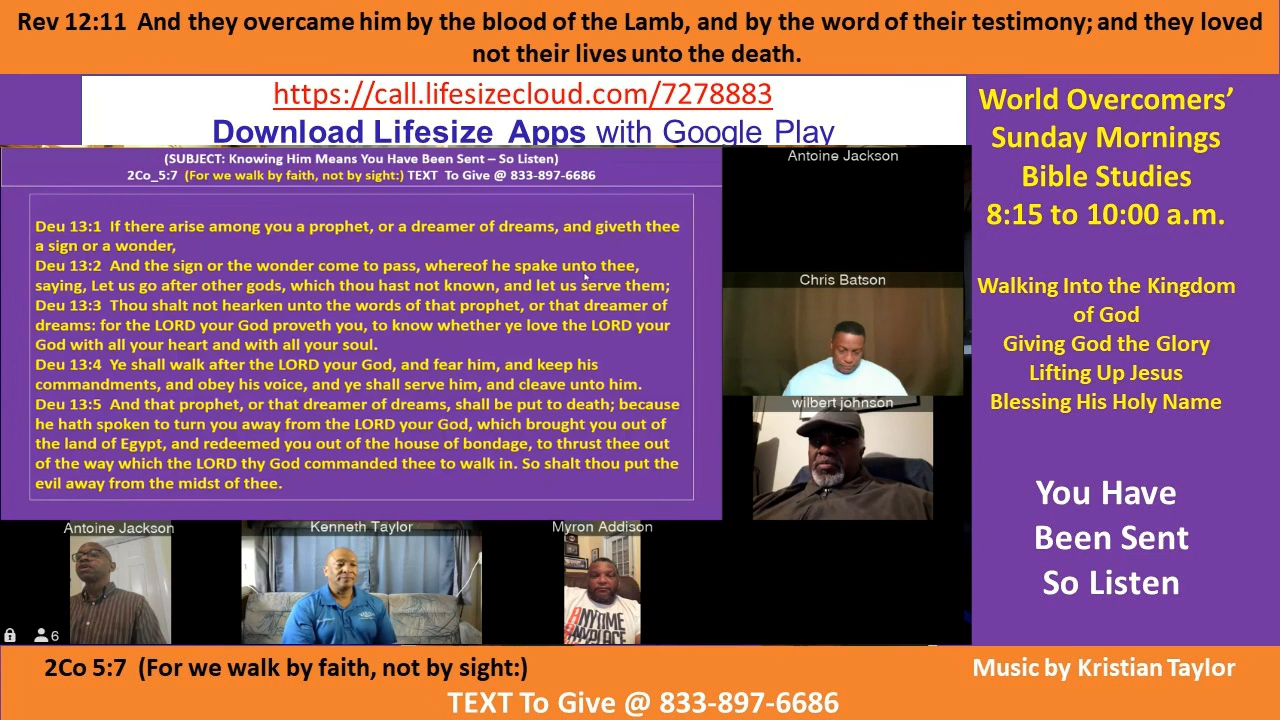 Rev 12:11  And they overcame him by the blood of the Lamb, and by the word of their testimony; and they loved
not their lives unto the death.
https://call.lifesizecloud.com/7278883
Download Lifesize Apps with Google Play
(SUBJECT: Knowing Him Means You Have Been Sent – So Listen)
2Co_5:7  (For we walk by faith, not by sight:) TEXT  To Give @ 833-897-6686
Deu 13:1  If there arise among you a prophet, or a dreamer of dreams, and giveth thee
a sign or a wonder,
Deu 13:2  And the sign or the wonder come to pass, whereof he spake unto thee,
saying, Let us go after other gods, which thou hast not known, and let us serve them;
Deu 13:3  Thou shalt not hearken unto the words of that prophet, or that dreamer of
dreams: for the LORD your God proveth you, to know whether ye love the LORD your
God with all your heart and with all your soul.
Deu 13:4  Ye shall walk after the LORD your God, and fear him, and keep his
commandments, and obey his voice, and ye shall serve him, and cleave unto him.
Deu 13:5  And that prophet, or that dreamer of dreams, shall be put to death; because
he hath spoken to turn you away from the LORD your God, which brought you out of
the land of Egypt, and redeemed you out of the house of bondage, to thrust thee out
of the way which the LORD thy God commanded thee to walk in. So shalt thou put the
evil away from the midst of thee.
Antoine Jackson
Chris Batson
wilbert johnson
Antoine Jackson
Kenneth Taylor
Myron Addison
ANYTIME
ANYPLACE
6
World Overcomers’
Sunday Mornings
Bible Studies
8:15 to 10:00 a.m.
Walking Into the Kingdom
of God
Giving God the Glory
Lifting Up Jesus
Blessing His Holy Name
You Have
Been Sent
So Listen
2Co 5:7  (For we walk by faith, not by sight:)
Music by Kristian Taylor
TEXT To Give @ 833-897-6686